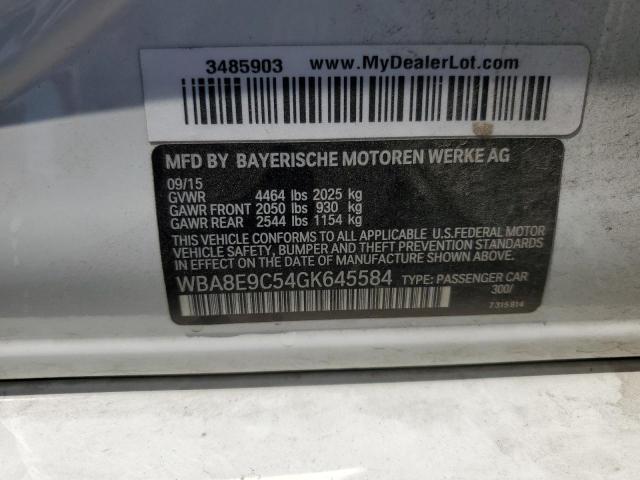 3485903 www.MyDealerLot.com
MFD BY BAYERISCHE MOTOREN WERKE AG
09/15
GVWR 4464 lbs 2025 kg
GAWR FRONT 2050 lbs 930 kg
GAWR REAR 2544 lbs 1154 kg
THIS VEHICLE CONFORMS TO ALL APPLICABLE U.S.FEDERAL MOTOR
VEHICLE SAFETY, BUMPER AND THEFT PREVENTION STANDARDS
IN EFFECT ON THE DATE OF MANUFACTURE SHOWN ABOVE.
WBA8E9C54GK645584 TYPE: PASSENGER CAR
300/
7315814